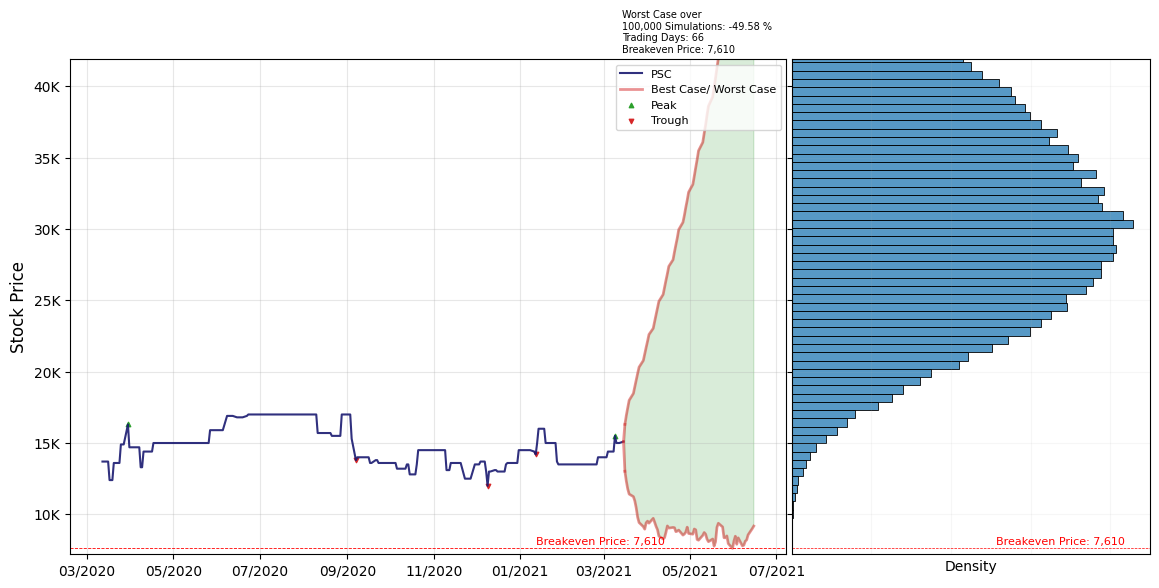 Worst Case over
100,000 Simulations: -49.58 %
Trading Days: 66
Breakeven Price: 7,610
PSC
Best Case/ Worst Case
Peak
Trough
40K
35K
30K
25K
20K
15K
10K
Stock Price
Breakeven Price: 7,610
Breakeven Price: 7,610
03/2020 05/2020 07/2020 09/2020 11/2020 01/2021 03/2021 05/2021 07/2021
Density